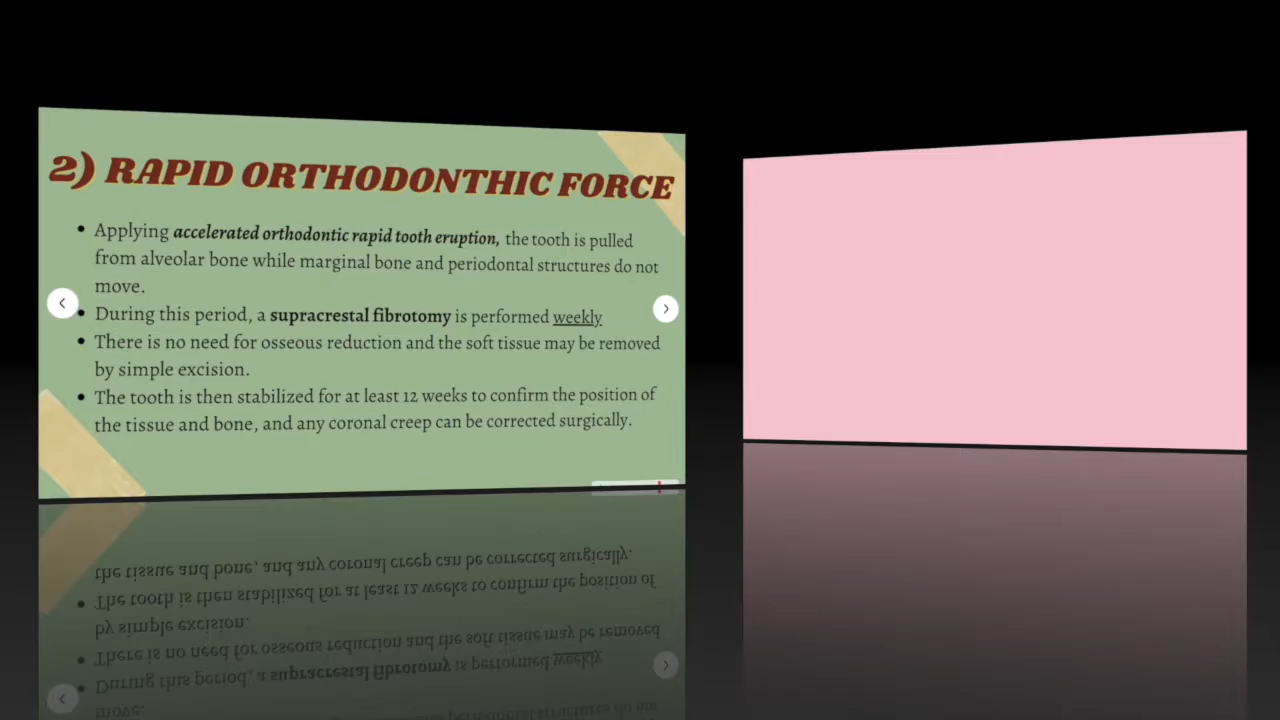 2) RAPID ORTHODONTHIC FORCE
• Applying accelerated orthodontic rapid tooth eruption, the tooth is pulled
from alveolar bone while marginal bone and periodontal structures do not
move.
• During this period, a supracrestal fibrotomy is performed weekly
• There is no need for osseous reduction and the soft tissue may be removed
by simple excision.
• The tooth is then stabilized for at least 12 weeks to confirm the position of
the tissue and bone, and any coronal creep can be corrected surgically.